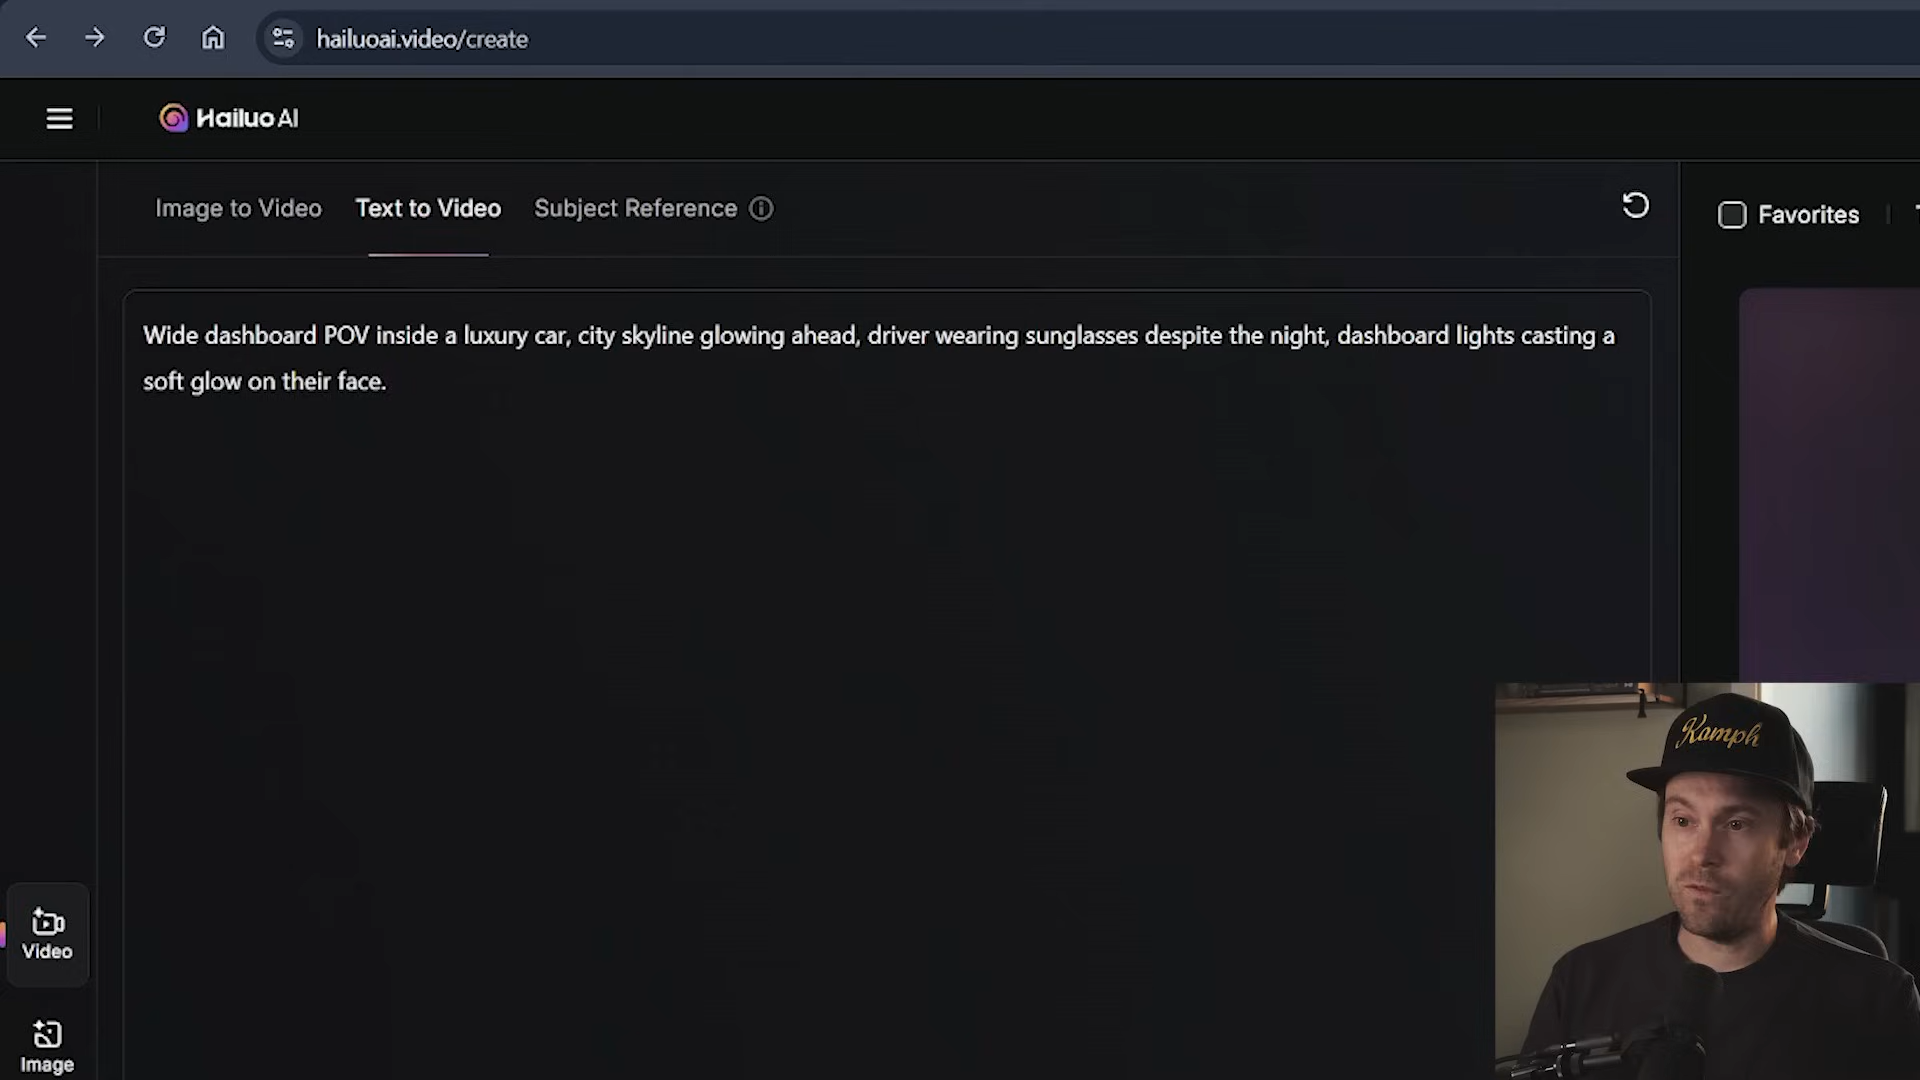 hailuoai.video/create
Hailuo AI
Image to Video
Text to Video
Subject Reference
Favorites
Wide dashboard POV inside a luxury car, city skyline glowing ahead, driver wearing sunglasses despite the night, dashboard lights casting a
soft glow on their face.
Kamph
Video
Image